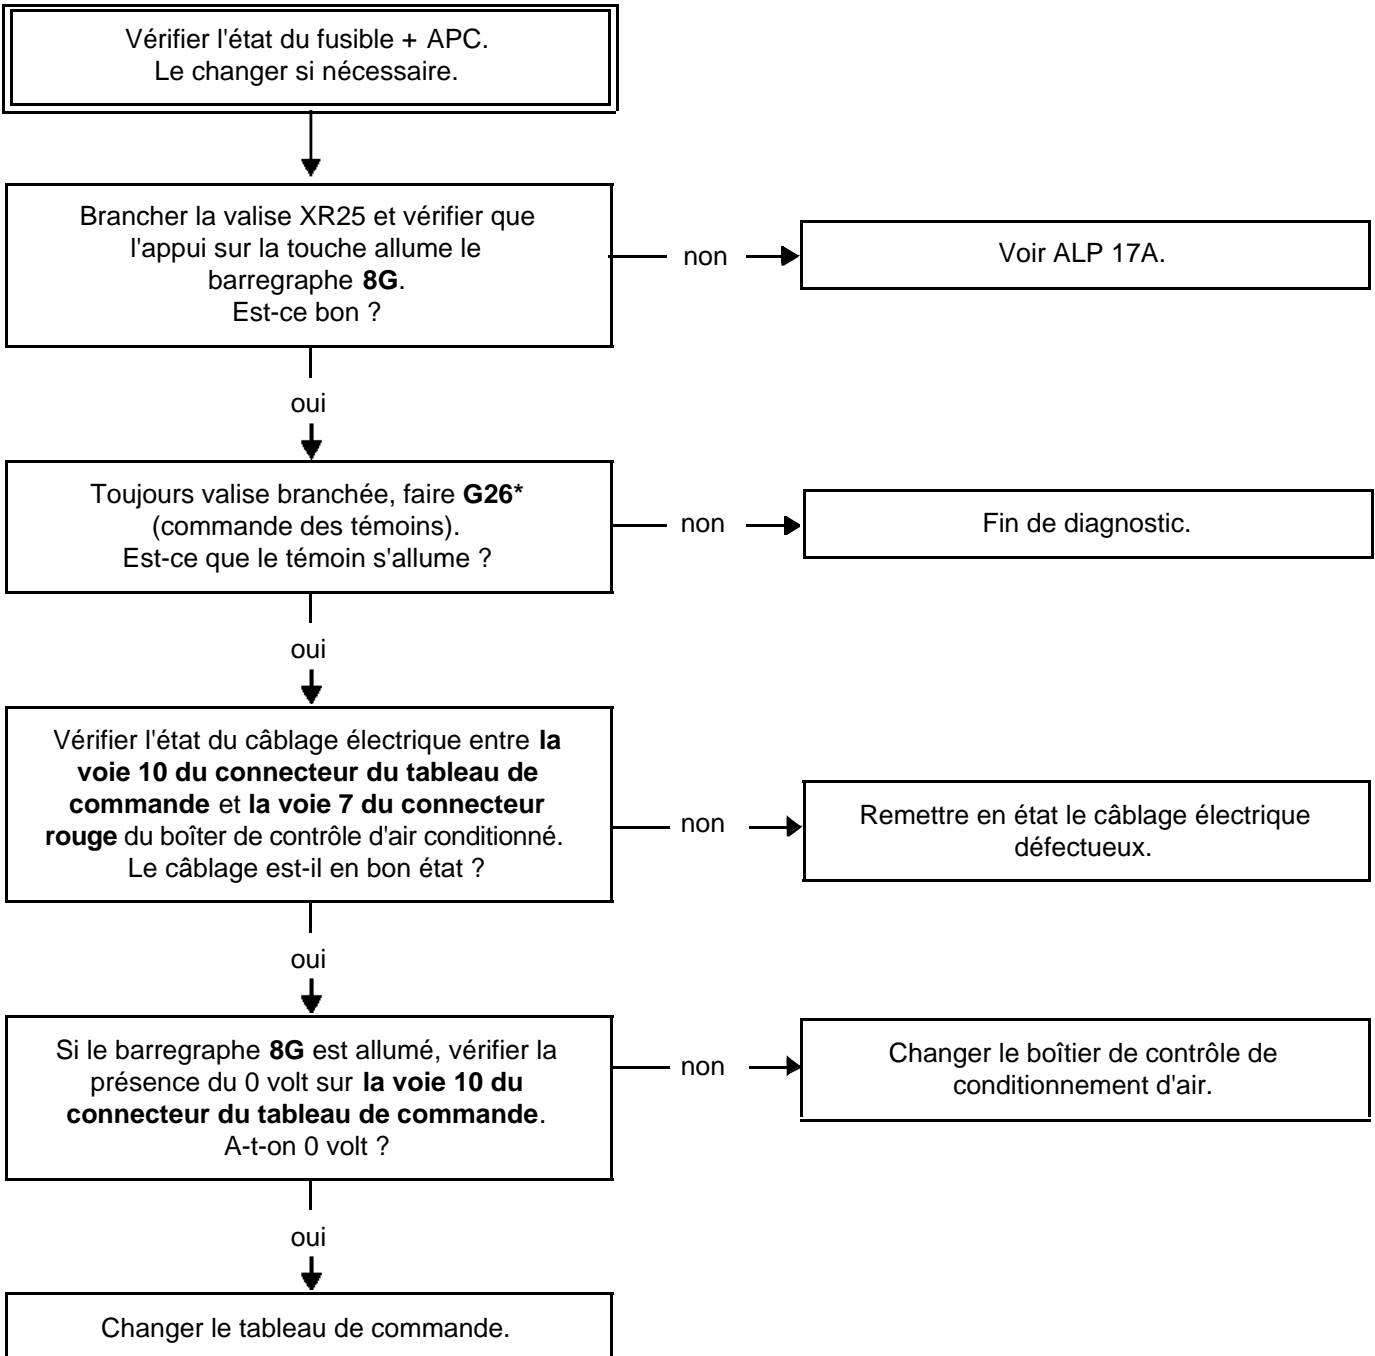 Vérifier l'état du fusible + APC.
Le changer si nécessaire.
Brancher la valise XR25 et vérifier que
l'appui sur la touche allume le
barregraphe 8G.
Est-ce bon ?
non
Voir ALP 17A.
oui
Toujours valise branchée, faire G26*
(commande des témoins).
Est-ce que le témoin s'allume ?
non
Fin de diagnostic.
oui
Vérifier l'état du câblage électrique entre la
voie 10 du connecteur du tableau de
commande et la voie 7 du connecteur
rouge du boîter de contrôle d'air conditionné.
Le câblage est-il en bon état ?
non
Remettre en état le câblage électrique
défectueux.
oui
Si le barregraphe 8G est allumé, vérifier la
présence du 0 volt sur la voie 10 du
connecteur du tableau de commande.
A-t-on 0 volt ?
non
Changer le boîtier de contrôle de
conditionnement d'air.
oui
Changer le tableau de commande.